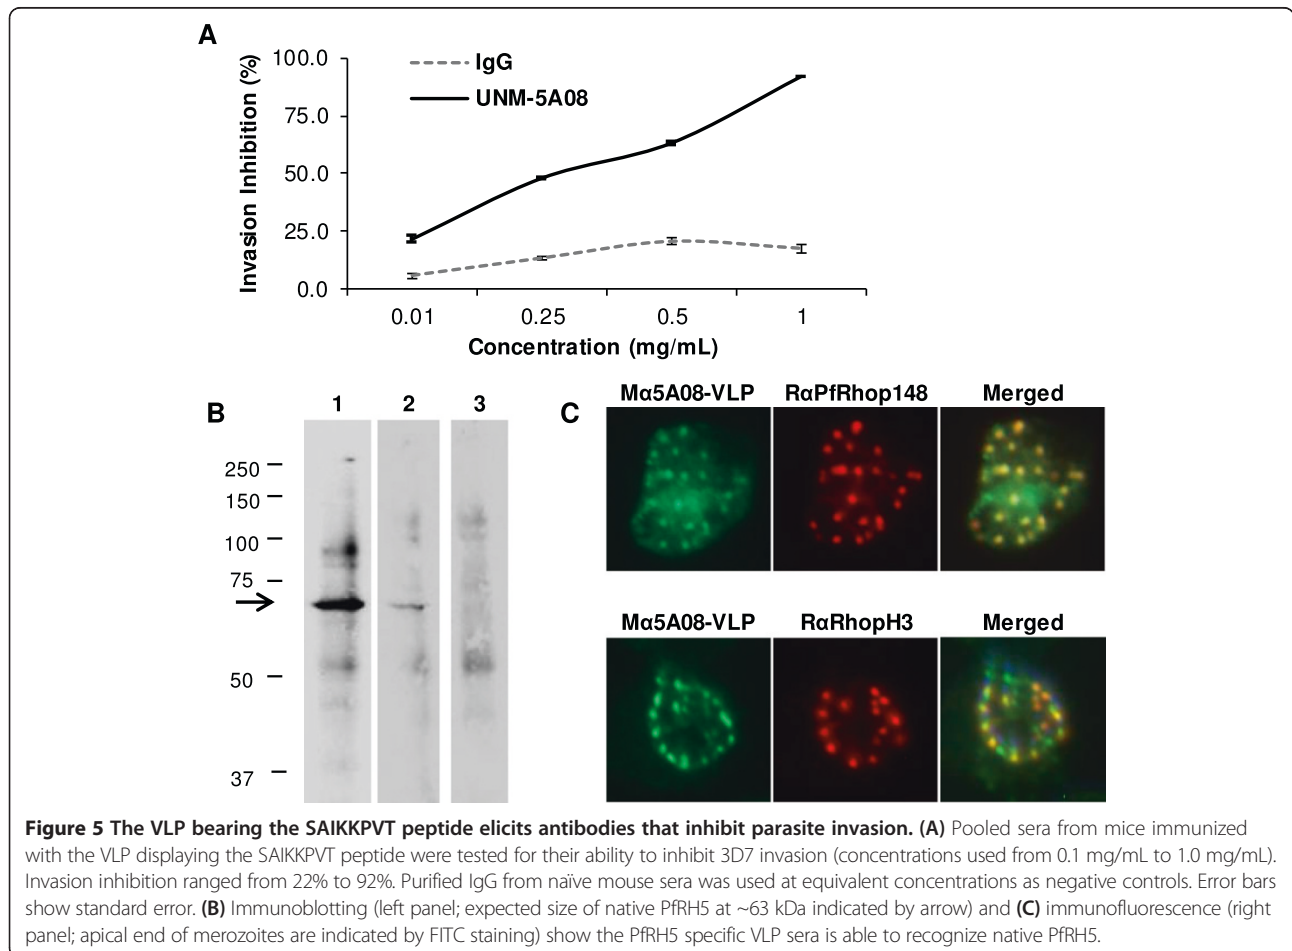 A
Invasion Inhibition (%)
100.0
75.0
50.0
25.0
0.0
IgG
UNM-5A08
0.01 0.25 0.5 1
Concentration (mg/mL)
B
1 2 3
250
150
100
75
50
37
C
Mα5A08-VLP RαPfRhop148 Merged
Mα5A08-VLP RαRhopH3 Merged
Figure 5 The VLP bearing the SAIKKPVT peptide elicits antibodies that inhibit parasite invasion. (A) Pooled sera from mice immunized
with the VLP displaying the SAIKKPVT peptide were tested for their ability to inhibit 3D7 invasion (concentrations used from 0.1 mg/mL to 1.0 mg/mL).
Invasion inhibition ranged from 22% to 92%. Purified IgG from naïve mouse sera was used at equivalent concentrations as negative controls. Error bars
show standard error. (B) Immunoblotting (left panel; expected size of native PfRH5 at ~63 kDa indicated by arrow) and (C) immunofluorescence (right
panel; apical end of merozoites are indicated by FITC staining) show the PfRH5 specific VLP sera is able to recognize native PfRH5.